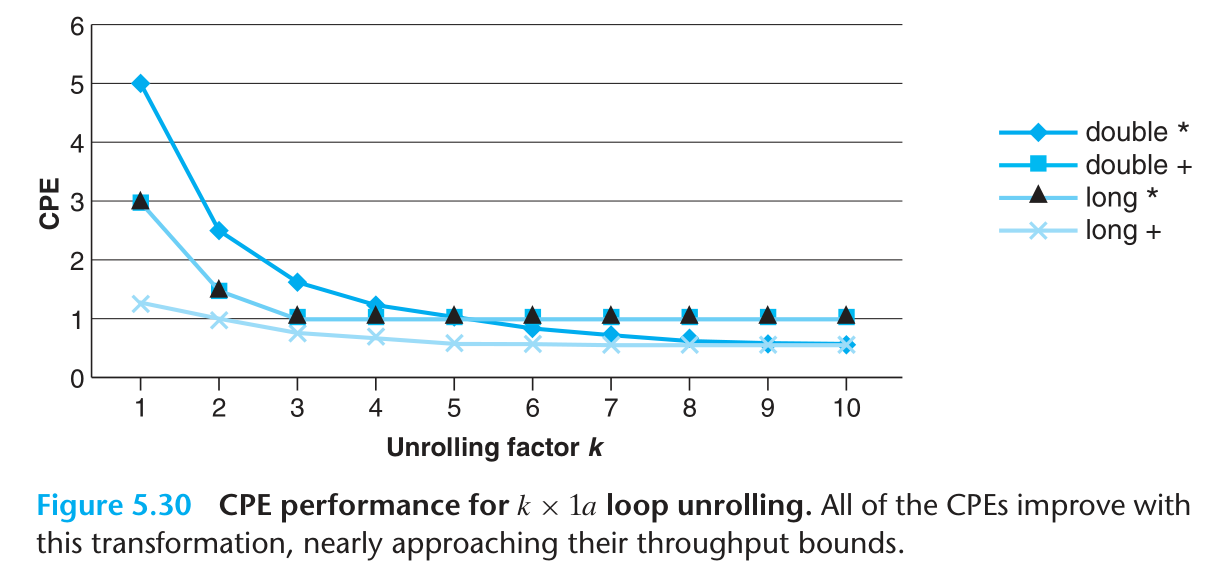 6
5
4
3
2
1
0
CPE
1 2 3 4 5 6 7 8 9 10
Unrolling factor k
double *
double +
long *
long +
Figure 5.30 CPE performance for k × 1a loop unrolling. All of the CPEs improve with
this transformation, nearly approaching their throughput bounds.